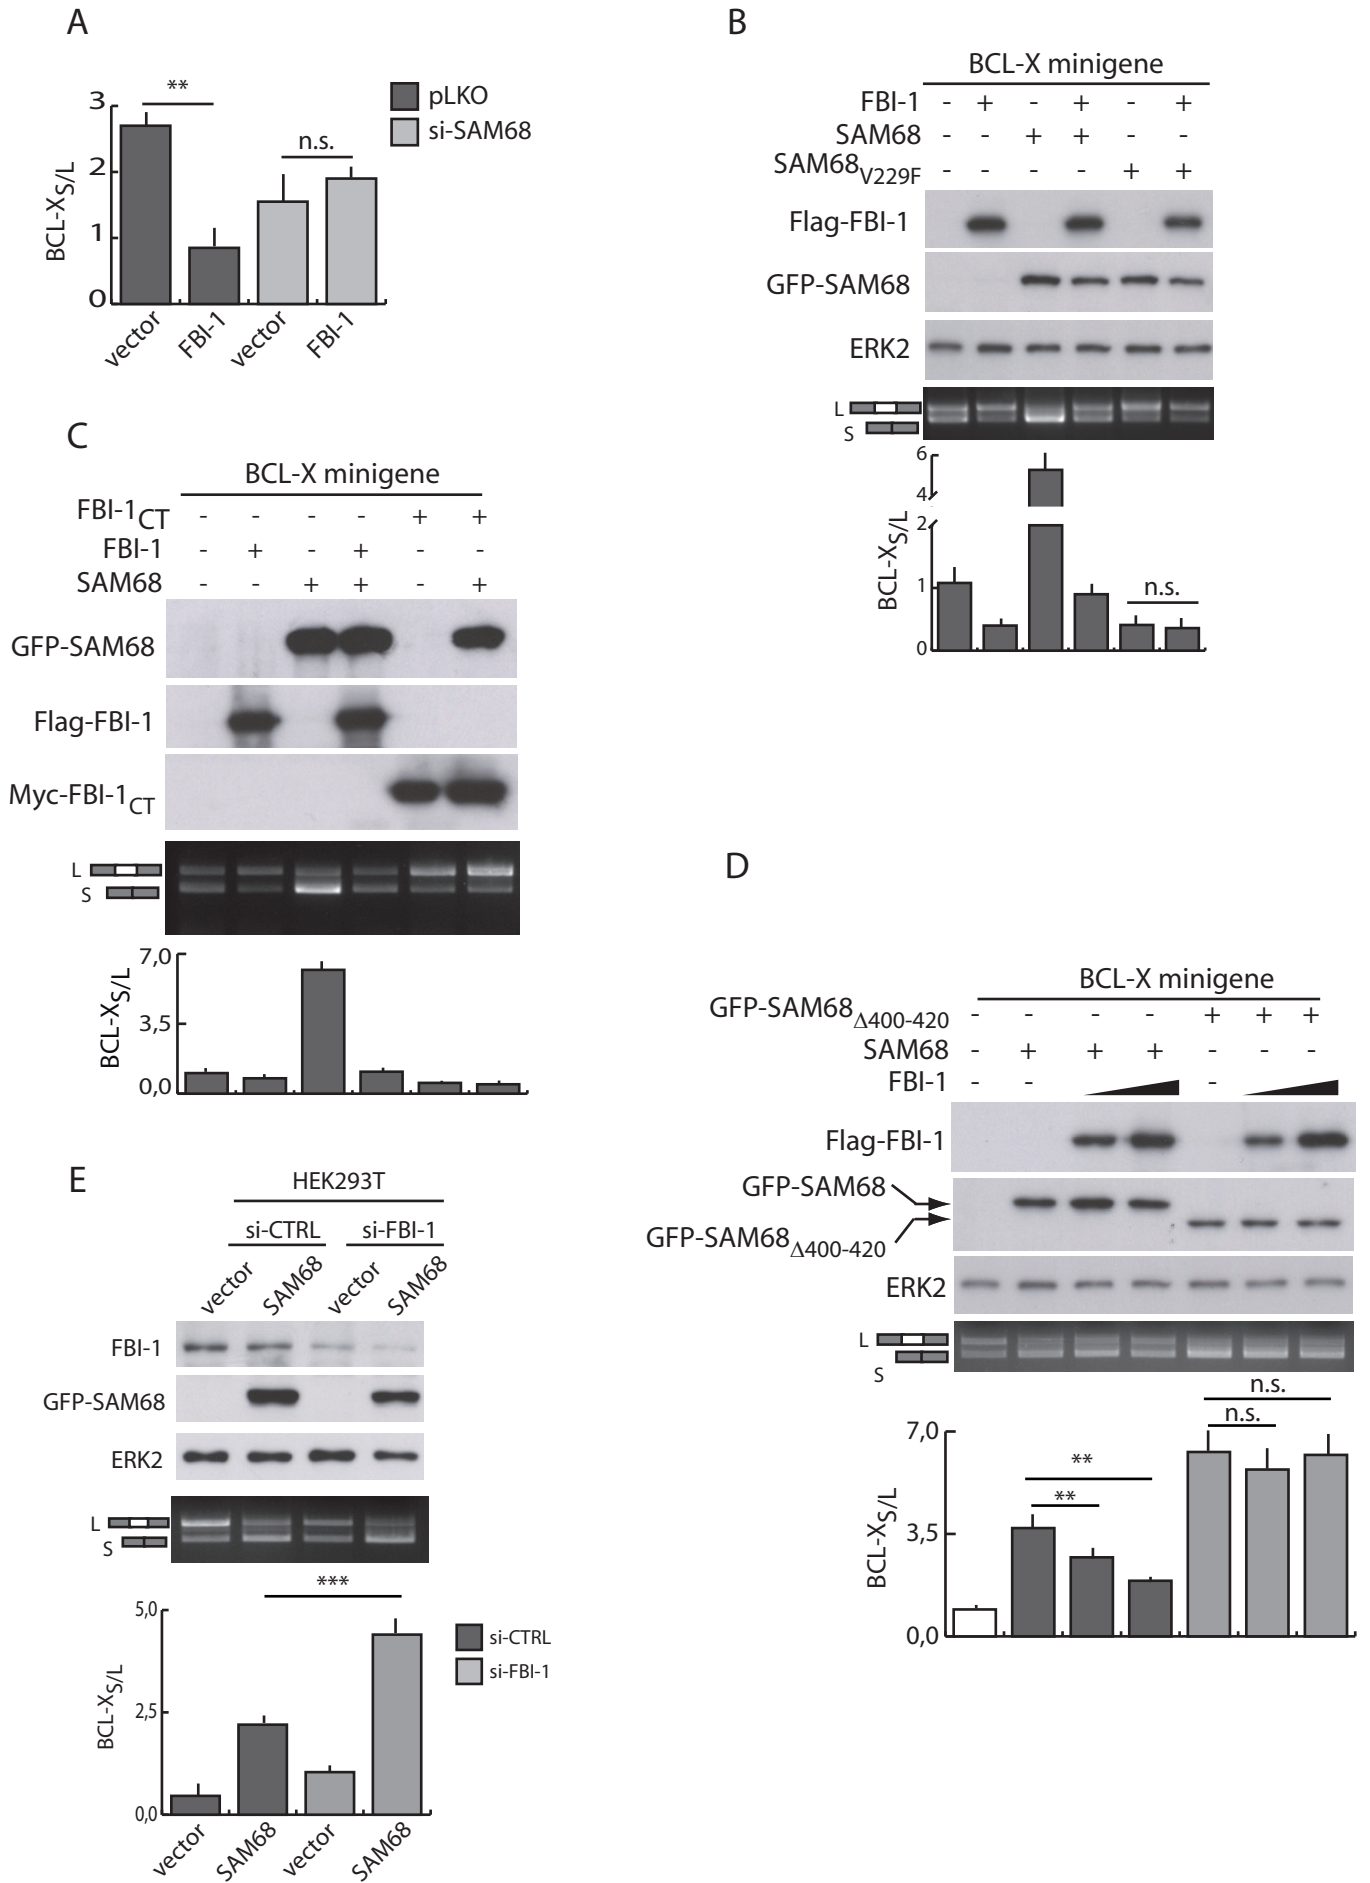 A
**
n.s.
pLKO
si-SAM68
3
2
1
0
BCL-XS/L
vector
FBI-1
vector
FBI-1
B
BCL-X minigene
FBI-1 - + - + - +
SAM68 - - + + - -
SAM68V229F - - - - + +
Flag-FBI-1
GFP-SAM68
ERK2
L
S
6
4
2
1
0
BCL-XS/L
n.s.
C
BCL-X minigene
FBI-1CT - - - - + +
FBI-1 - + - + - -
SAM68 - - + + - +
GFP-SAM68
Flag-FBI-1
Myc-FBI-1CT
L
S
7,0
3,5
0,0
BCL-XS/L
D
BCL-X minigene
GFP-SAM68Δ400-420 - - - - + + +
SAM68 - + + + - - -
FBI-1 - - -
Flag-FBI-1
GFP-SAM68
GFP-SAM68Δ400-420
ERK2
L
S
n.s.
n.s.
**
**
7,0
3,5
0,0
BCL-XS/L
E
HEK293T
si-CTRL si-FBI-1
vector SAM68 vector SAM68
FBI-1
GFP-SAM68
ERK2
L
S
***
5,0
2,5
0,0
BCL-XS/L
si-CTRL
si-FBI-1
vector
SAM68
vector
SAM68